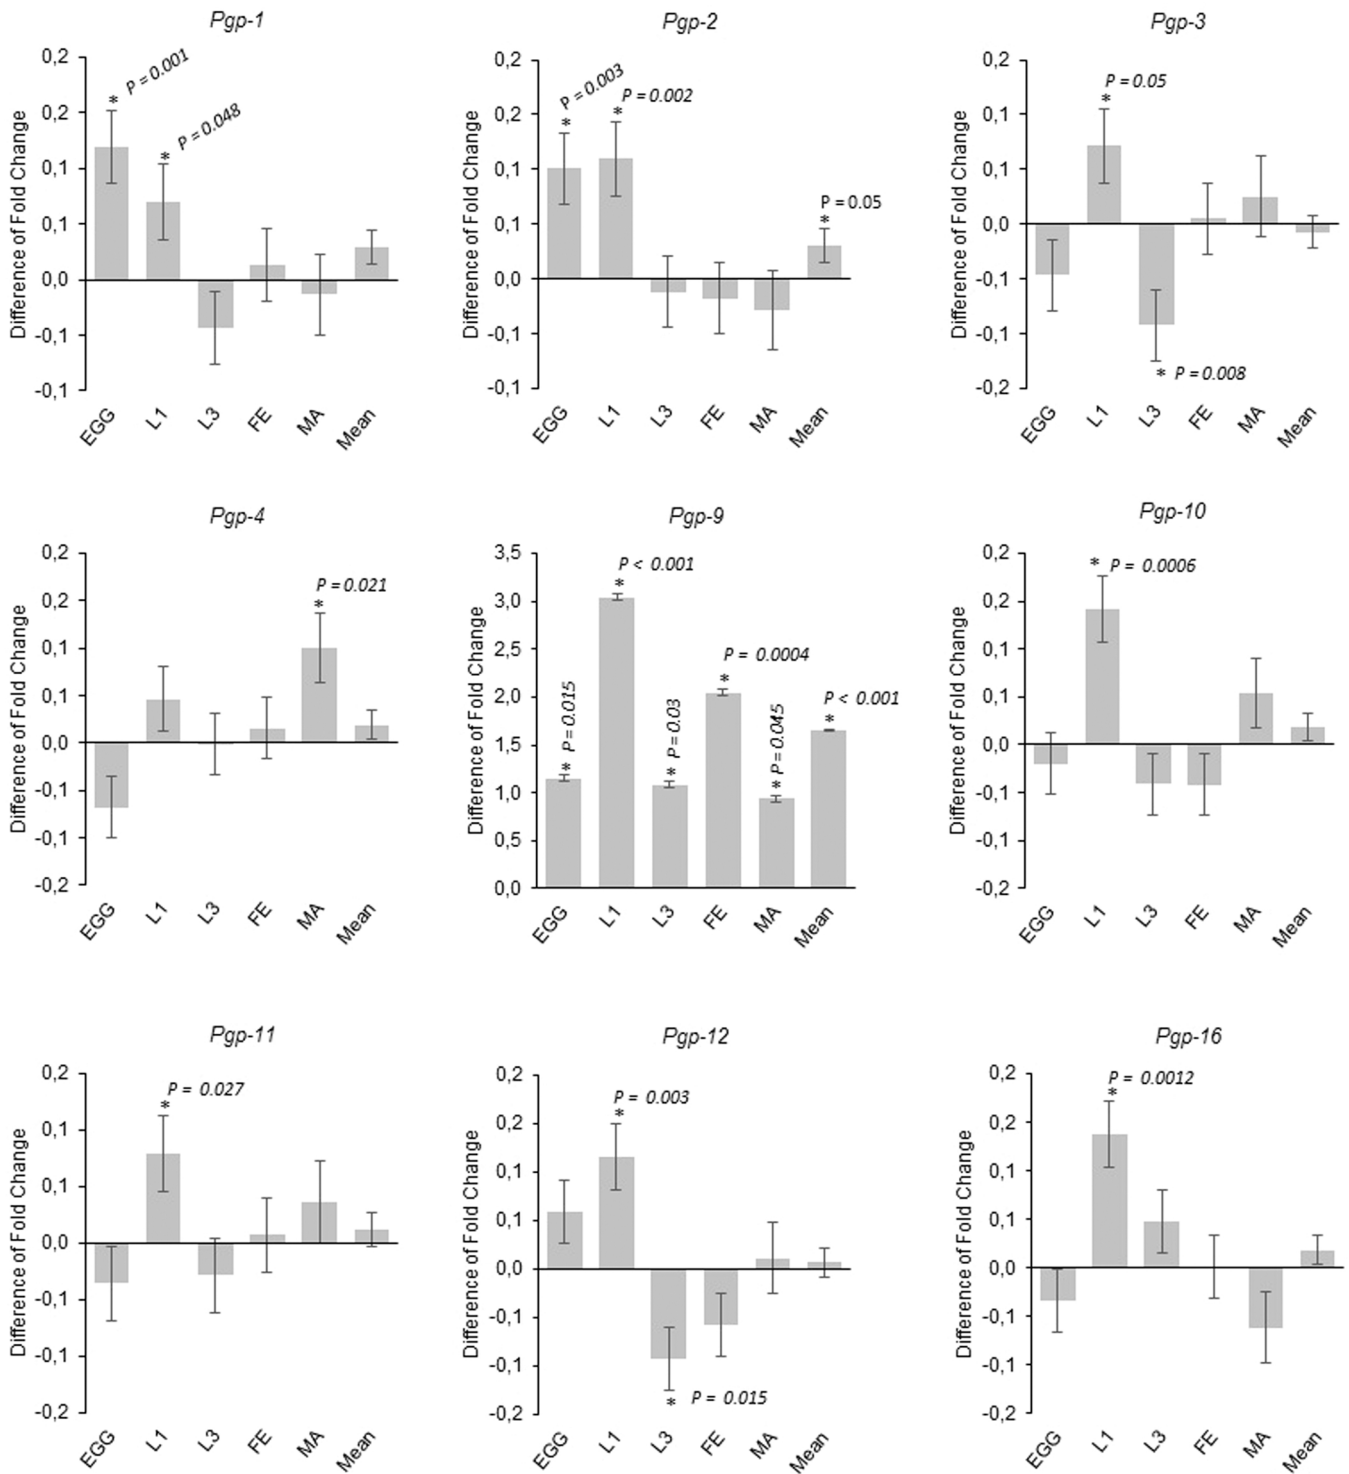 Pgp-1
Difference of Fold Change
0,2
0,2
0,1
0,1
0,0
-0,1
-0,1
* P = 0.001
* P = 0.048
EGG L1 L3 FE MA Mean
Pgp-2
Difference of Fold Change
0,2
0,2
0,1
0,1
0,0
-0,1
-0,1
* P = 0.003
* P = 0.002
* P = 0.05
EGG L1 L3 FE MA Mean
Pgp-3
Difference of Fold Change
0,2
0,1
0,1
0,0
-0,1
-0,1
-0,2
* P = 0.05
* P = 0.008
EGG L1 L3 FE MA Mean
Pgp-4
Difference of Fold Change
0,2
0,2
0,1
0,1
0,0
-0,1
-0,1
-0,2
* P = 0.021
EGG L1 L3 FE MA Mean
Pgp-9
Difference of Fold Change
3,5
3,0
2,5
2,0
1,5
1,0
0,5
0,0
* P = 0.015
* P < 0.001
* P = 0.03
* P = 0.0004
* P = 0.045
* P < 0.001
EGG L1 L3 FE MA Mean
Pgp-10
Difference of Fold Change
0,2
0,2
0,1
0,1
0,0
-0,1
-0,1
-0,2
* P = 0.0006
EGG L1 L3 FE MA Mean
Pgp-11
Difference of Fold Change
0,2
0,1
0,1
0,0
-0,1
-0,1
-0,2
* P = 0.027
EGG L1 L3 FE MA Mean
Pgp-12
Difference of Fold Change
0,2
0,2
0,1
0,1
0,0
-0,1
-0,1
-0,2
* P = 0.003
* P = 0.015
EGG L1 L3 FE MA Mean
Pgp-16
Difference of Fold Change
0,2
0,2
0,1
0,1
0,0
-0,1
-0,1
-0,2
* P = 0.0012
EGG L1 L3 FE MA Mean